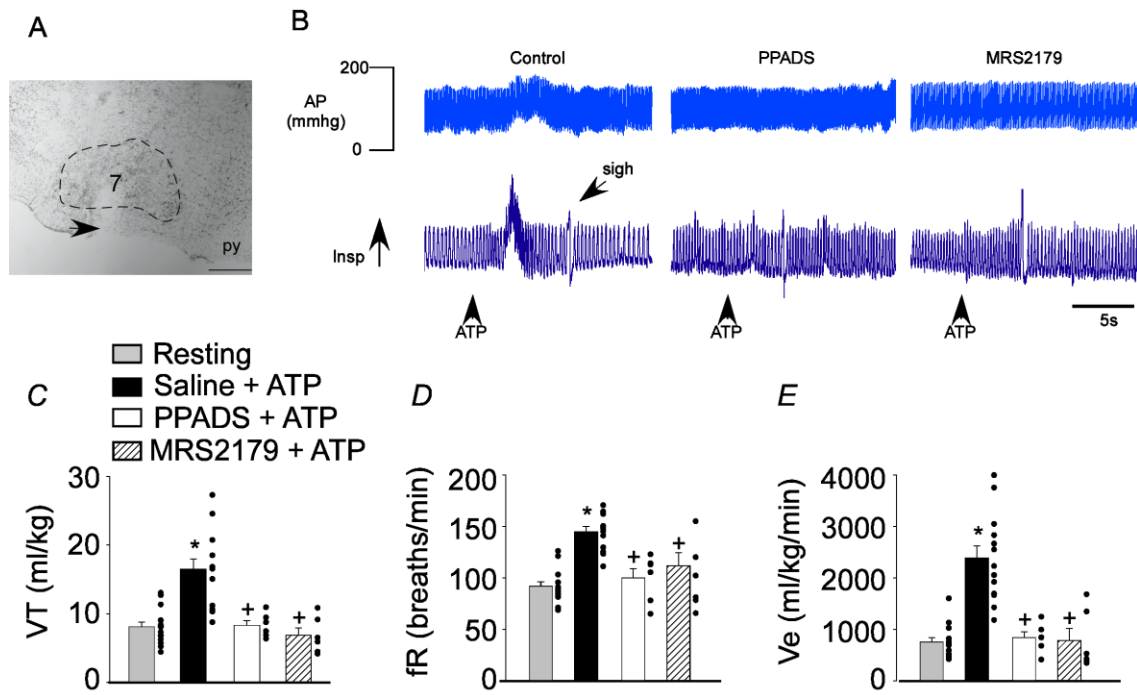 A
7
py
B
Control
PPADS
MRS2179
200
AP
(mmhg)
0
sigh
Insp
ATP
ATP
ATP
5s
Resting
Saline + ATP
PPADS + ATP
MRS2179 + ATP
C
VT (ml/kg)
30
20
10
0
*
+
+
D
fR (breaths/min)
200
150
100
50
0
*
+
+
E
Ve (ml/kg/min)
4000
3000
2000
1000
0
*
+
+